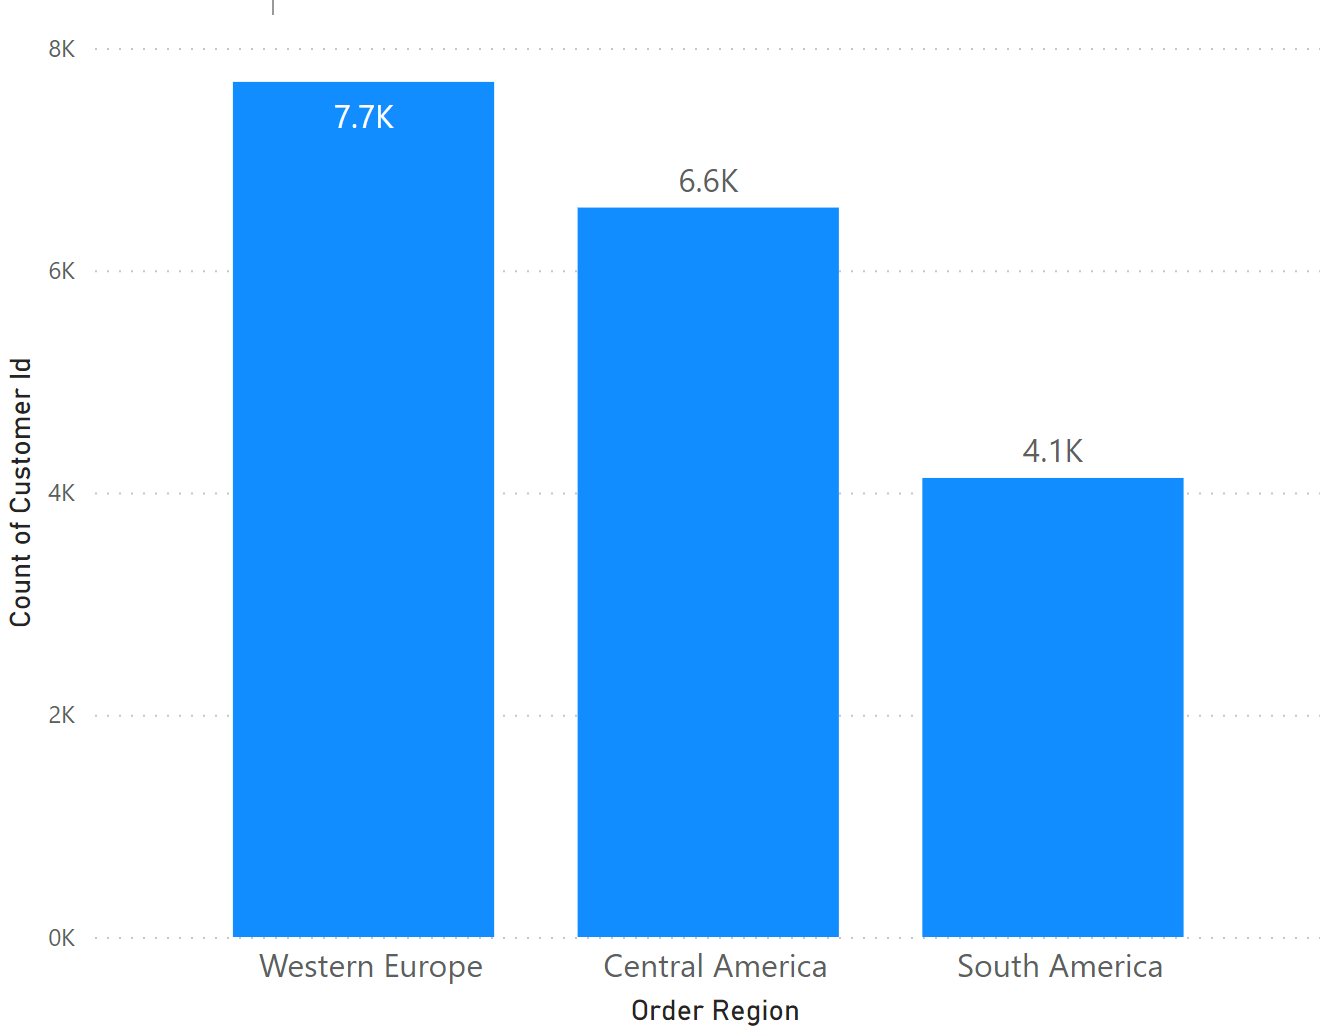 8K
7.7K
6.6K
6K
4.1K
4K
2K
0K
Count of Customer Id
Western Europe
Central America
South America
Order Region